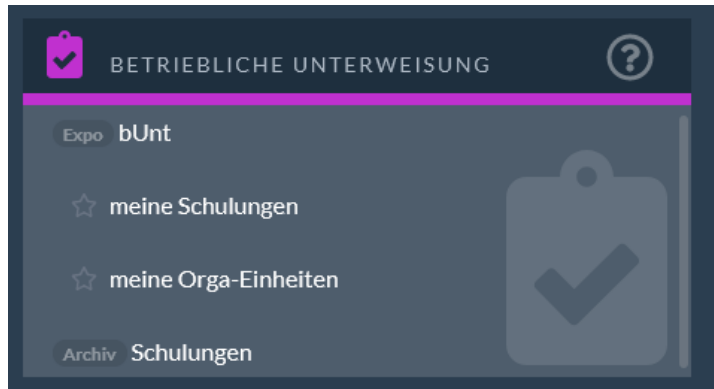 BETRIEBLICHE UNTERWEISUNG
Expo bUnt
meine Schulungen
meine Orga-Einheiten
Archiv Schulungen